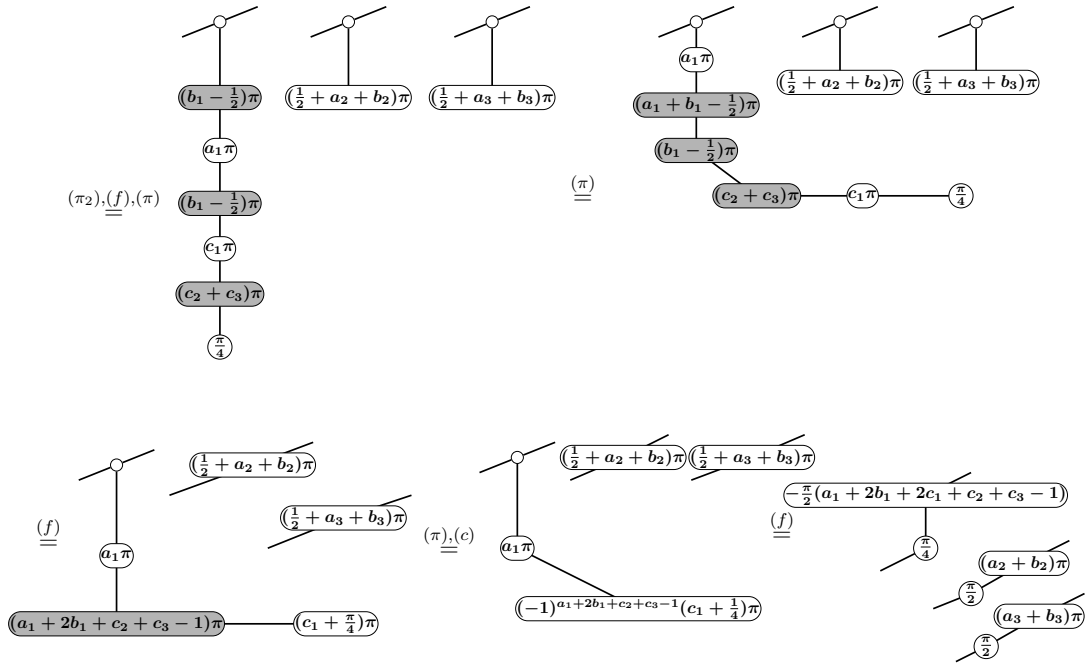 (b₁ − 1/2)π
(1/2 + a₂ + b₂)π
(1/2 + a₃ + b₃)π
a₁π
(π₂),(f),(π)
=
(b₁ − 1/2)π
c₁π
(c₂ + c₃)π
π/4
a₁π
(1/2 + a₂ + b₂)π
(1/2 + a₃ + b₃)π
(a₁ + b₁ − 1/2)π
(b₁ − 1/2)π
(π)
=
(c₂ + c₃)π
c₁π
π/4
(1/2 + a₂ + b₂)π
(1/2 + a₃ + b₃)π
(f)
=
a₁π
(a₁ + 2b₁ + c₂ + c₃ − 1)π
(c₁ + π/4)π
(1/2 + a₂ + b₂)π
(1/2 + a₃ + b₃)π
(π),(c)
=
a₁π
(−1)^{a₁+2b₁+c₂+c₃−1}(c₁ + 1/4)π
−π/2(a₁ + 2b₁ + 2c₁ + c₂ + c₃ − 1)
(f)
=
π/4
(a₂ + b₂)π
π/2
(a₃ + b₃)π
π/2